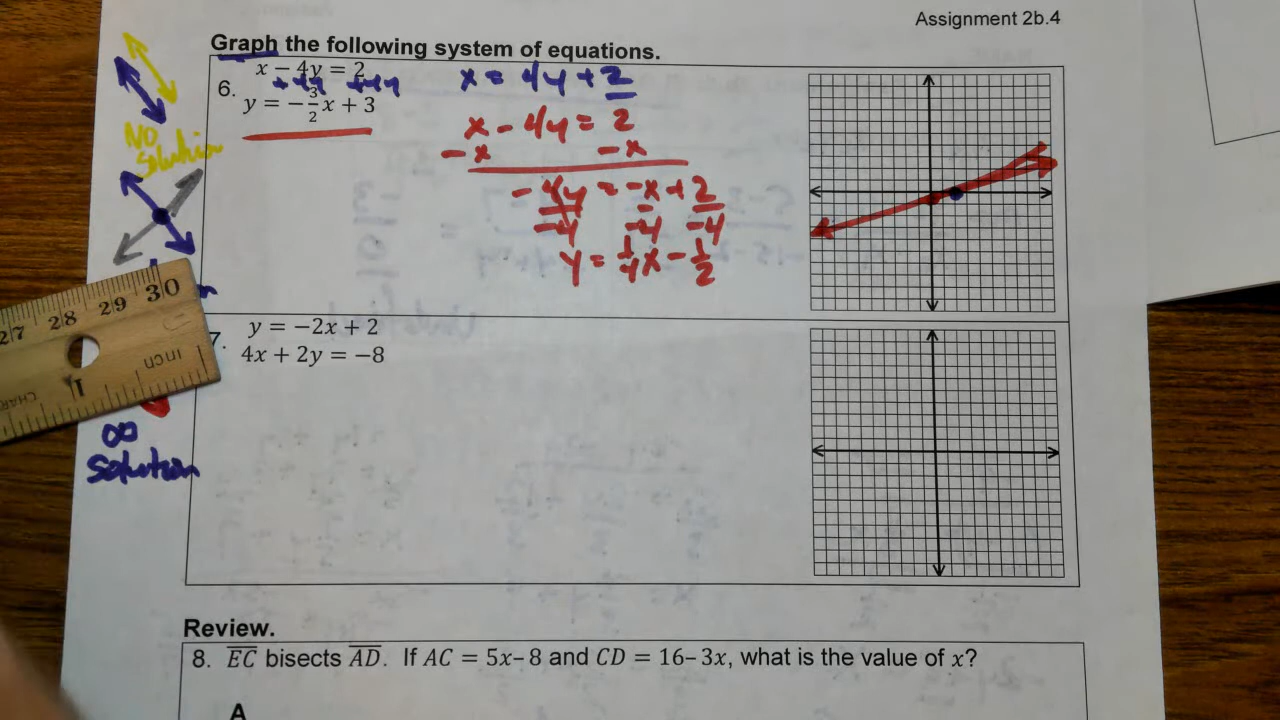 Assignment 2b.4
Graph the following system of equations.
x − 4y = 2
+4y +4y
x = 4y + 2
6.
y = −3/2x + 3
x - 4y = 2
-x -x
-4y = -x + 2
-4 -4 -4
y = 1/4x - 1/2
No
Solution
7. y = −2x + 2
4x + 2y = −8
27 28 29 30
INCH
1
∞
Solution
Review.
8. EC bisects AD. If AC = 5x–8 and CD = 16–3x, what is the value of x?
A